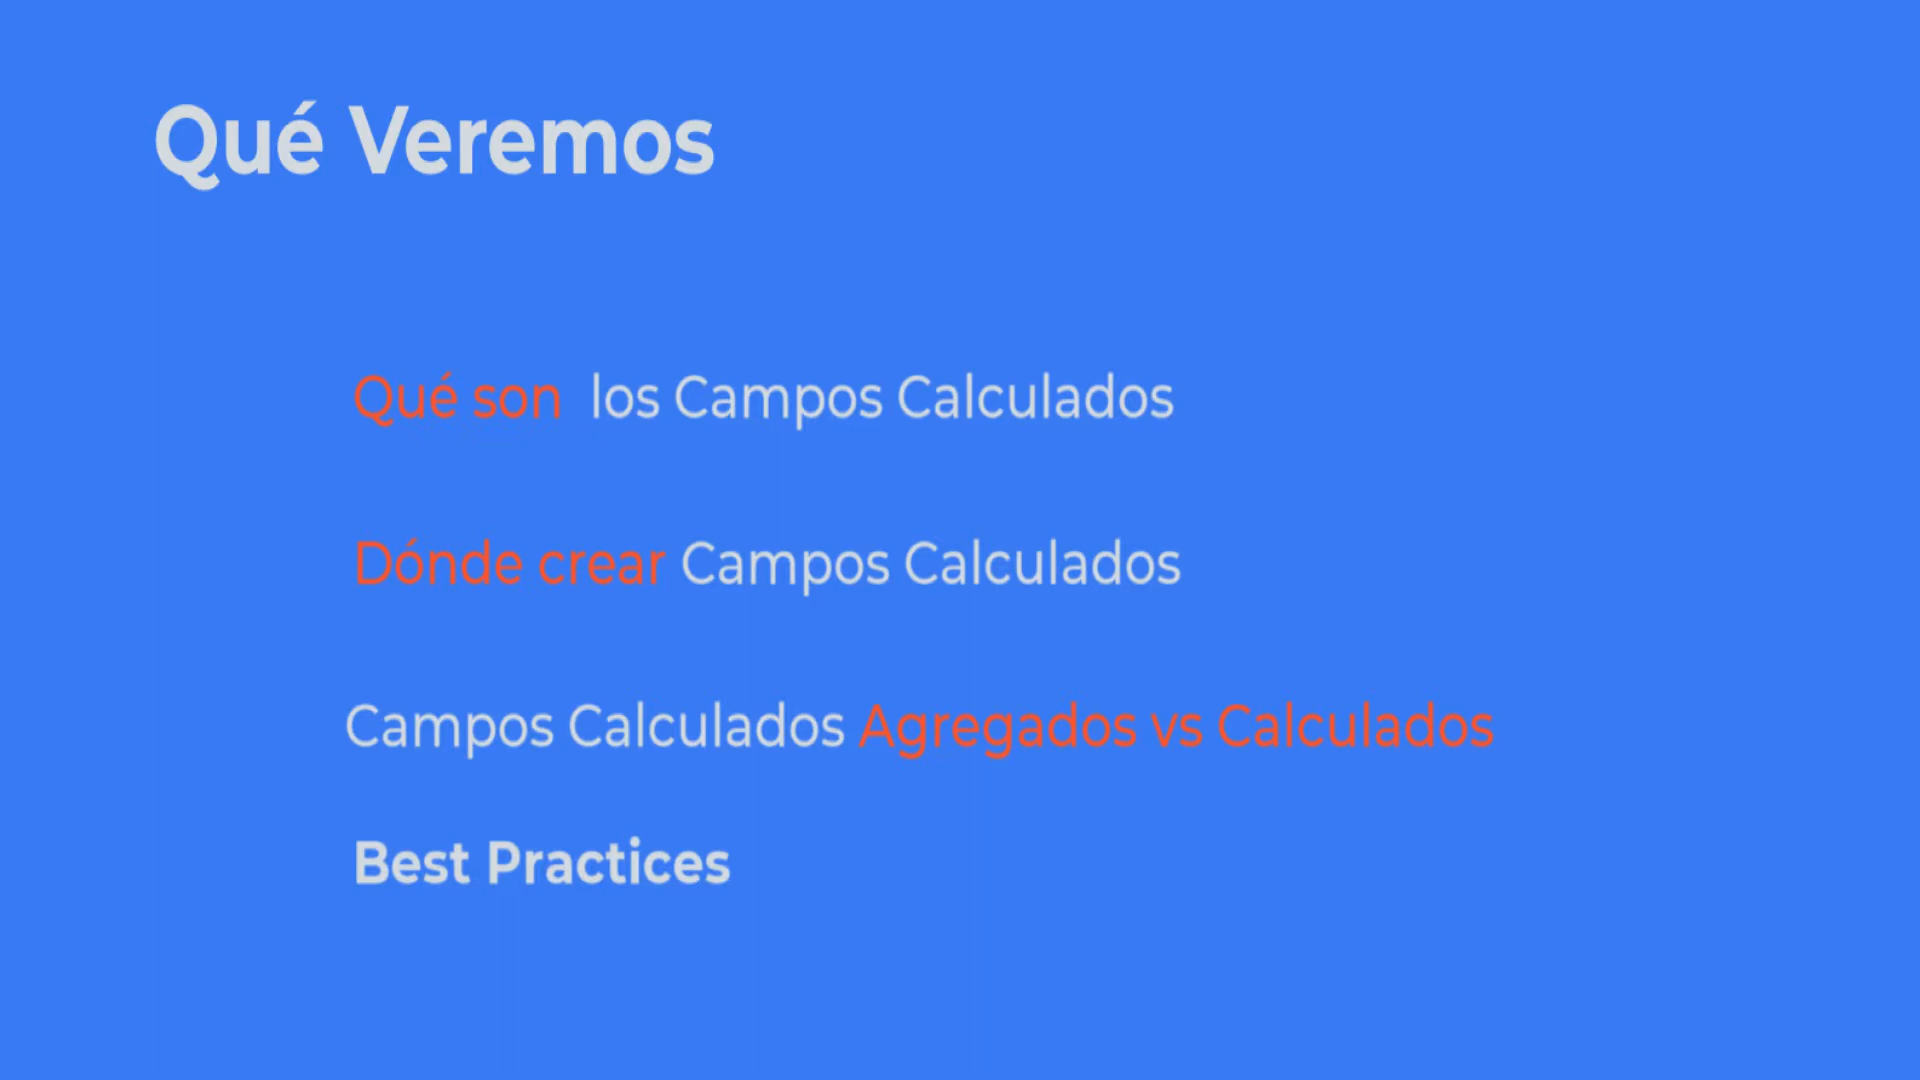 Qué Veremos
Qué son los Campos Calculados
Dónde crear Campos Calculados
Campos Calculados Agregados vs Calculados
Best Practices